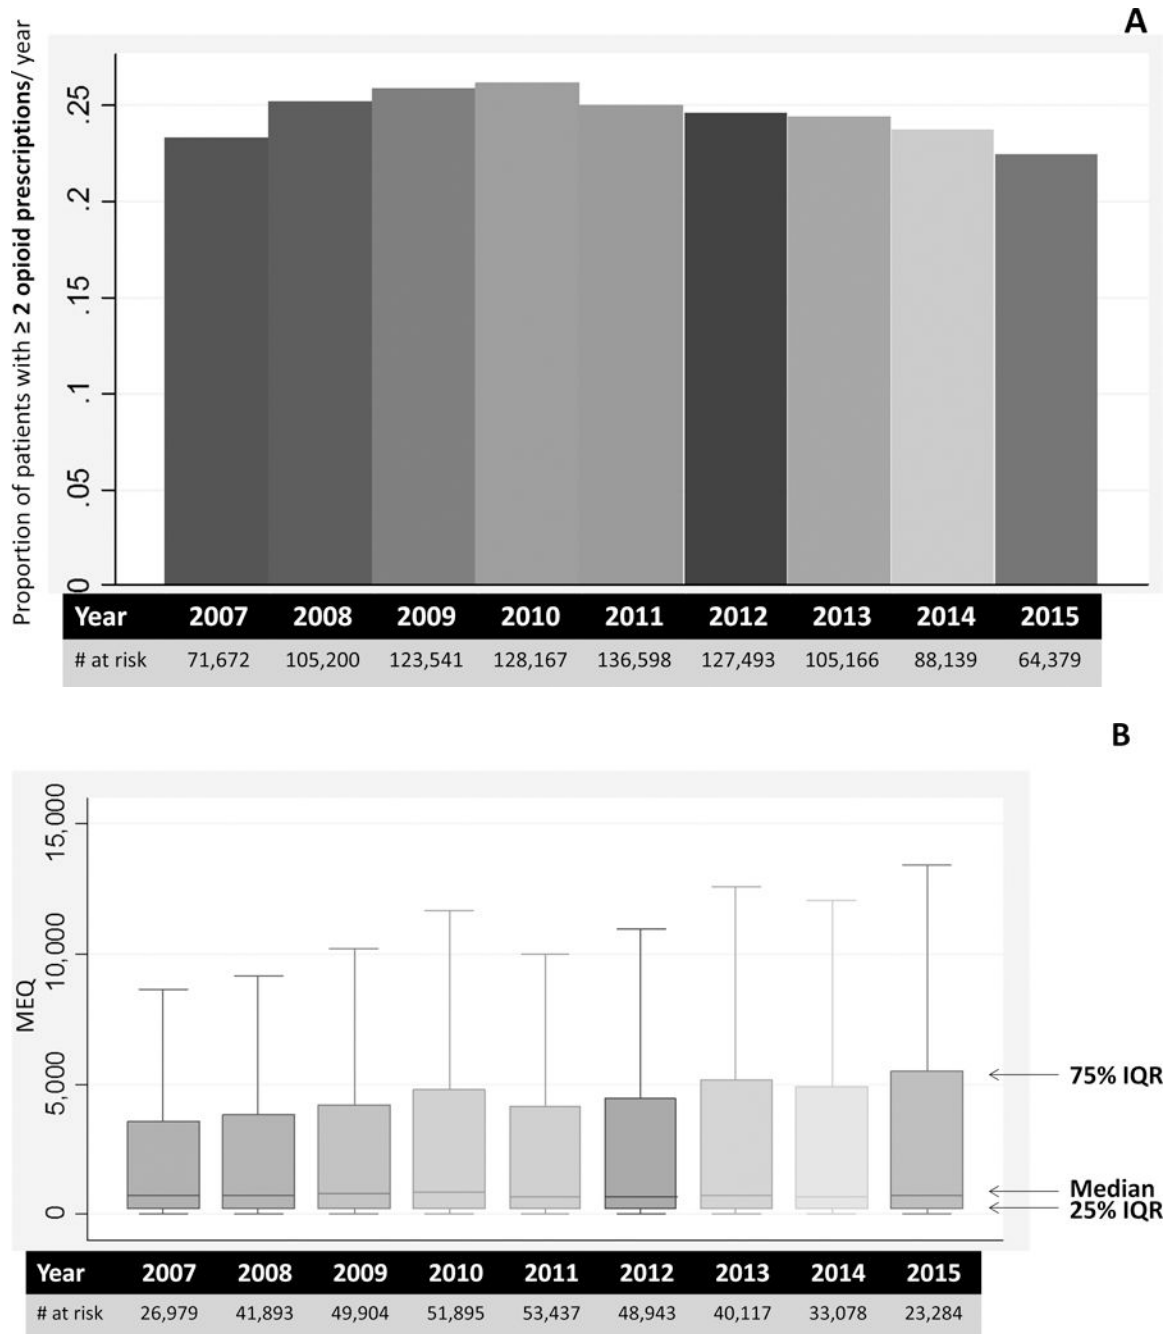 A
Proportion of patients with ≥ 2 opioid prescriptions/ year
.25
.2
.15
.1
.05
0
Year 2007 2008 2009 2010 2011 2012 2013 2014 2015
# at risk 71,672 105,200 123,541 128,167 136,598 127,493 105,166 88,139 64,379
B
MEQ
15,000
10,000
5,000
0
75% IQR
Median
25% IQR
Year 2007 2008 2009 2010 2011 2012 2013 2014 2015
# at risk 26,979 41,893 49,904 51,895 53,437 48,943 40,117 33,078 23,284